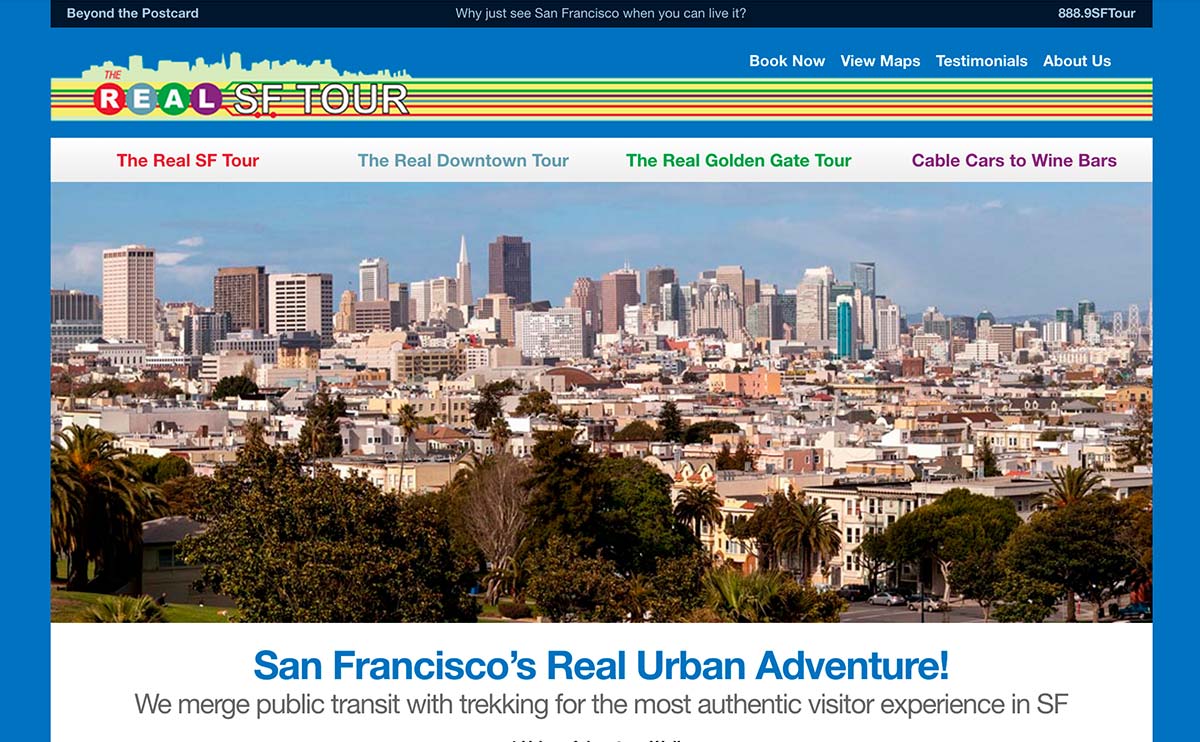 Beyond the Postcard
Why just see San Francisco when you can live it?
888.9SFTour
Book Now
View Maps
Testimonials
About Us
THE
REAL S.F. TOUR
The Real SF Tour
The Real Downtown Tour
The Real Golden Gate Tour
Cable Cars to Wine Bars
San Francisco’s Real Urban Adventure!
We merge public transit with trekking for the most authentic visitor experience in SF